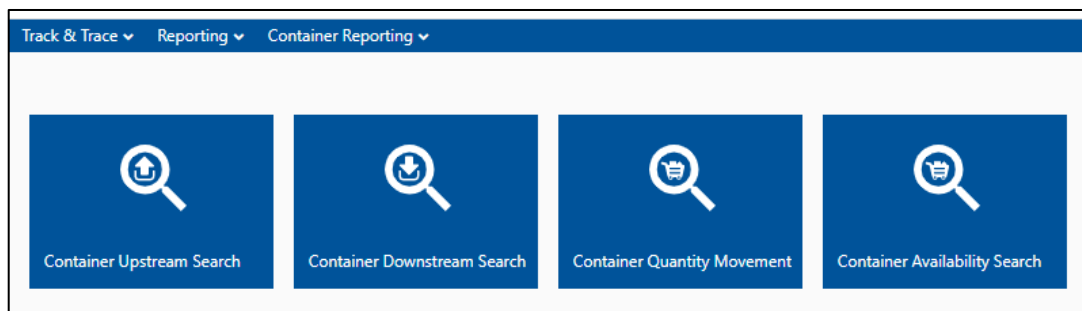 Track & Trace Reporting Container Reporting
Container Upstream Search
Container Downstream Search
Container Quantity Movement
Container Availability Search